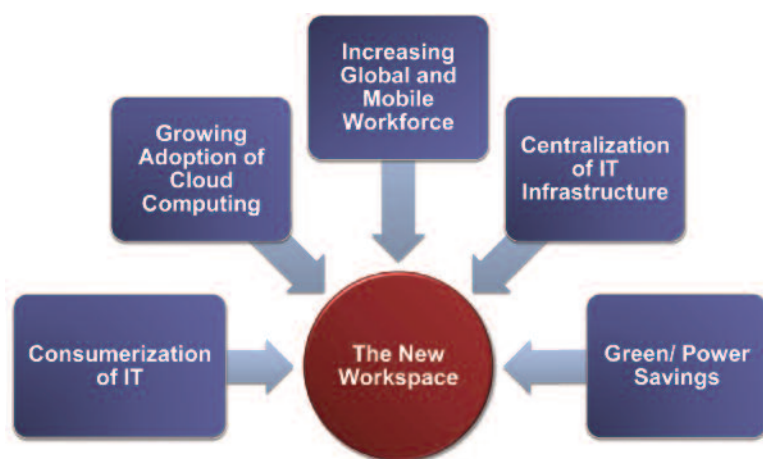 Increasing
Global and
Mobile
Workforce
Growing
Adoption of
Cloud
Computing
Centralization
of IT
Infrastructure
Consumerization
of IT
The New
Workspace
Green/ Power
Savings